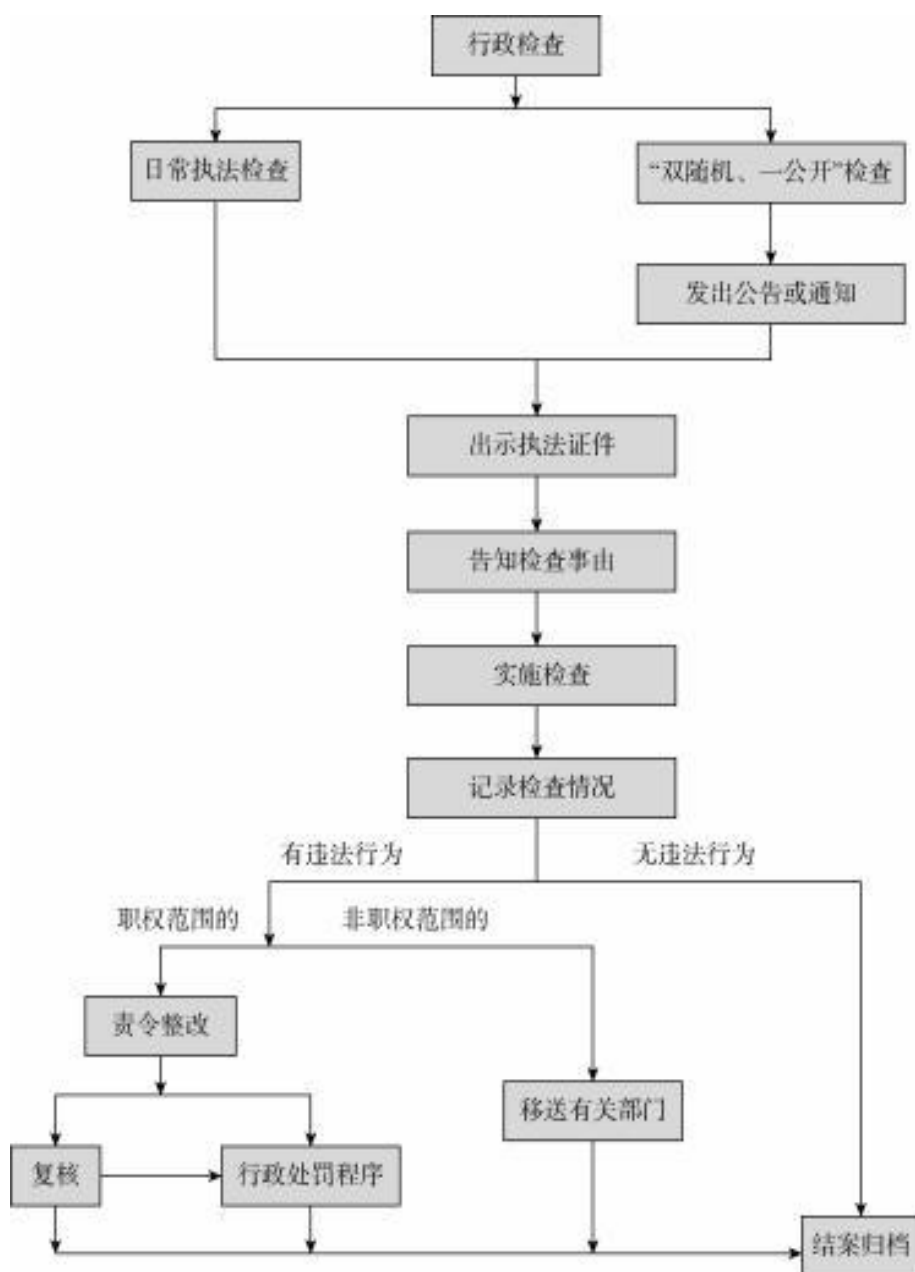 行政检查
日常执法检查
“双随机、一公开”检查
发出公告或通知
出示执法证件
告知检查事由
实施检查
记录检查情况
有违法行为
无违法行为
职权范围的
非职权范围的
责令整改
移送有关部门
复核
行政处罚程序
结案归档